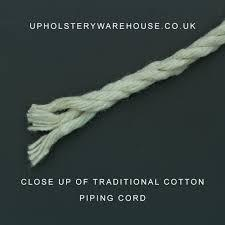 UPHOLSTERYWAREHOUSE.CO.UK
CLOSE UP OF TRADITIONAL COTTON
PIPING CORD